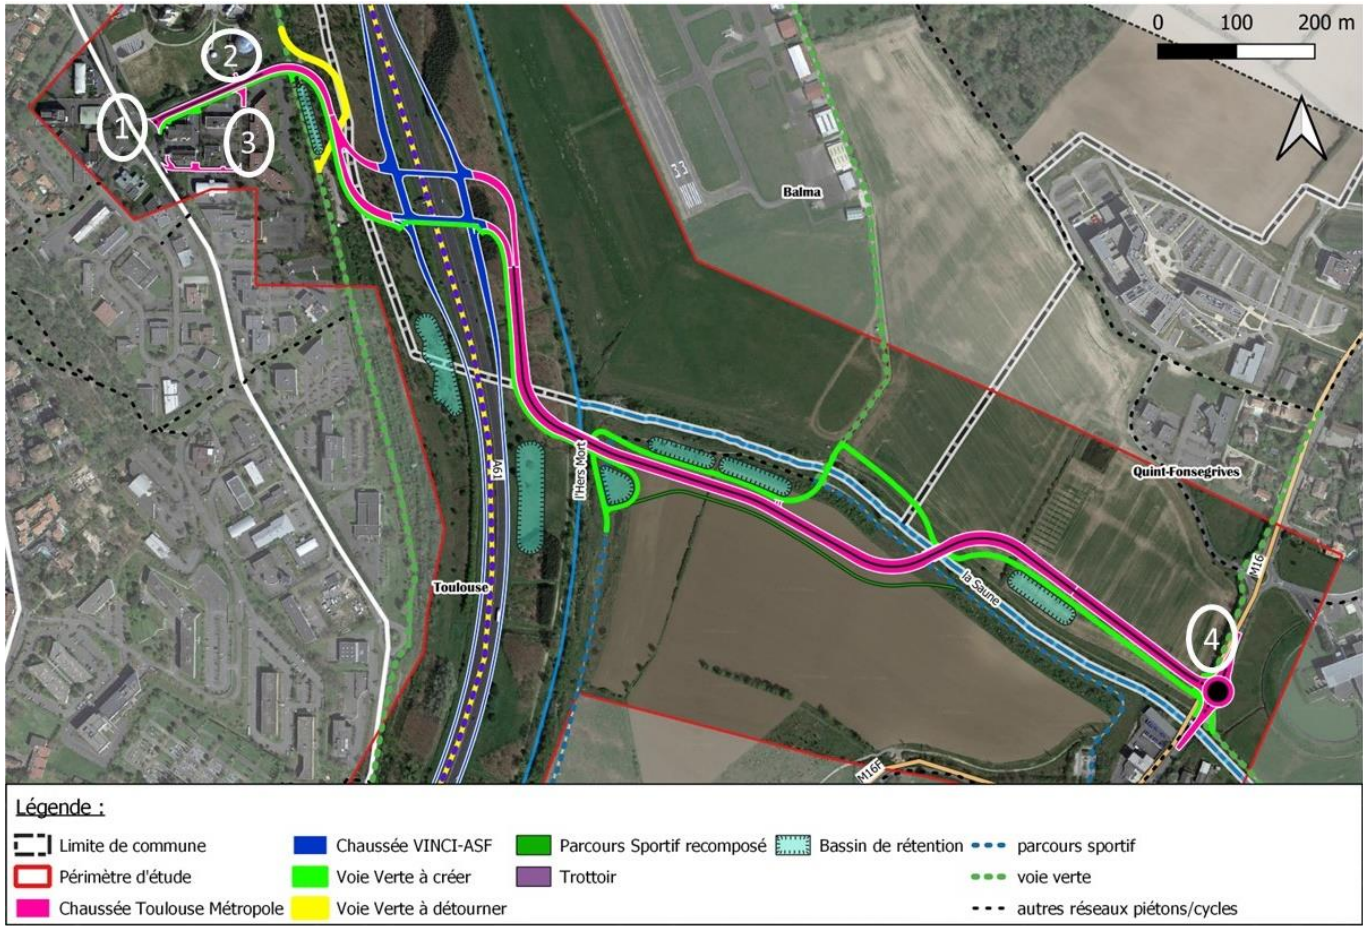 0 100 200 m
2
1
3
33
Balma
A61
l'Hers Mort
Quint-Fonsegrives
M16
Toulouse
la Saune
4
M16F
Légende :
Limite de commune
Chaussée VINCI-ASF
Parcours Sportif recomposé
Bassin de rétention
parcours sportif
Périmètre d'étude
Voie Verte à créer
Trottoir
voie verte
Chaussée Toulouse Métropole
Voie Verte à détourner
autres réseaux piétons/cycles